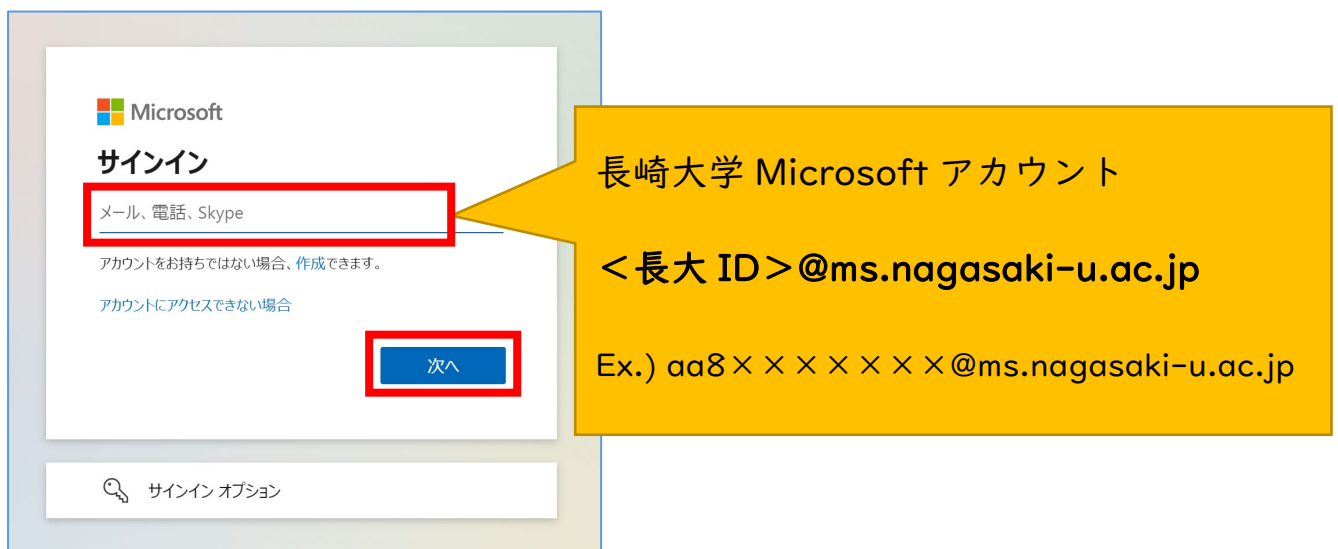 Microsoft
サインイン
メール、電話、Skype
アカウントをお持ちではない場合、作成できます。
アカウントにアクセスできない場合
次へ
サインイン オプション
長崎大学 Microsoft アカウント
＜長大 ID＞@ms.nagasaki-u.ac.jp
Ex.) aa8×××××××@ms.nagasaki-u.ac.jp